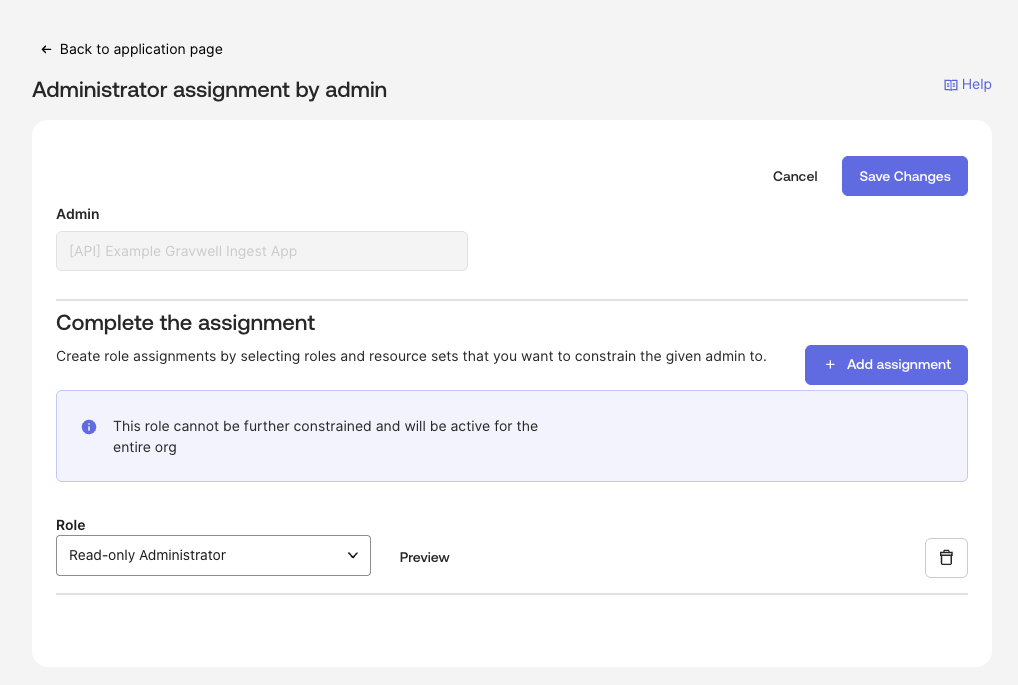 Back to application page
Administrator assignment by admin
Help
Cancel
Save Changes
Admin
[API] Example Gravwell Ingest App
Complete the assignment
Create role assignments by selecting roles and resource sets that you want to constrain the given admin to.
+ Add assignment
This role cannot be further constrained and will be active for the
entire org
Role
Read-only Administrator
Preview